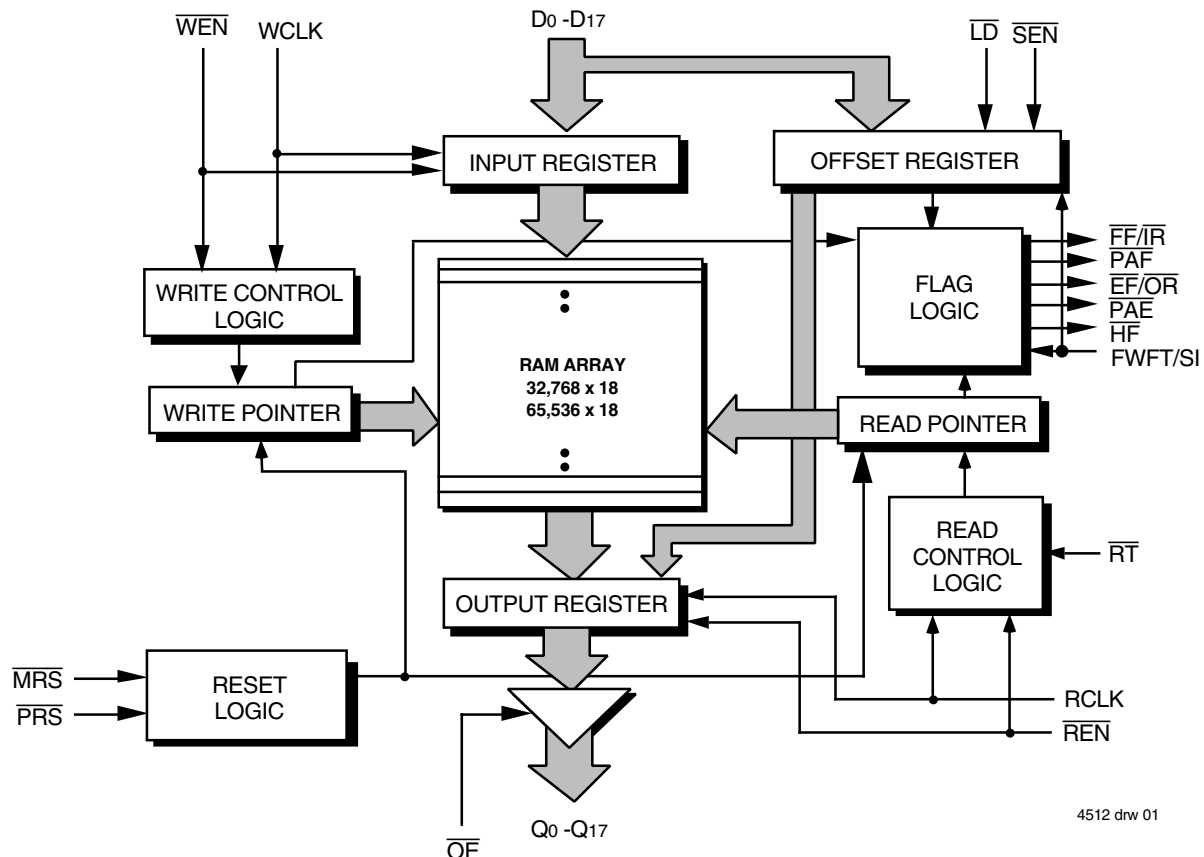 WEN WCLK
D0 -D17
LD SEN
INPUT REGISTER
OFFSET REGISTER
WRITE CONTROL
LOGIC
FLAG
LOGIC
FF/IR
PAF
EF/OR
PAE
HF
FWFT/SI
RAM ARRAY
32,768 x 18
65,536 x 18
WRITE POINTER
READ POINTER
READ
CONTROL
LOGIC
RT
OUTPUT REGISTER
MRS
PRS
RESET
LOGIC
RCLK
REN
OE
Q0 -Q17
4512 drw 01